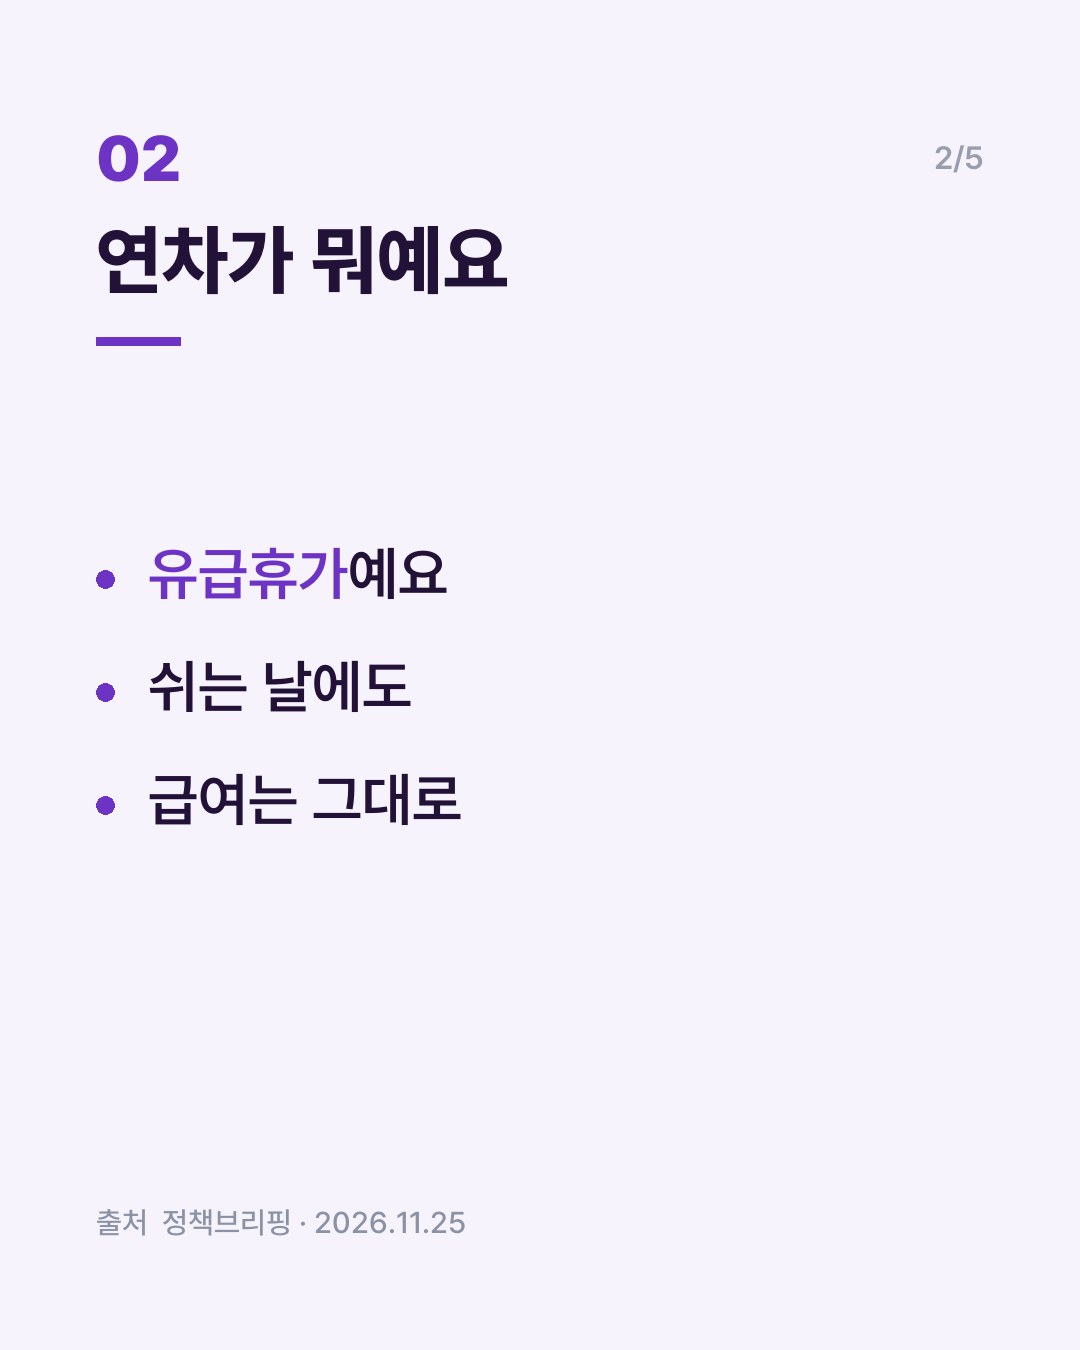 02
2/5
연차가 뭐예요
• 유급휴가예요
• 쉬는 날에도
• 급여는 그대로
출처 정책브리핑 · 2026.11.25